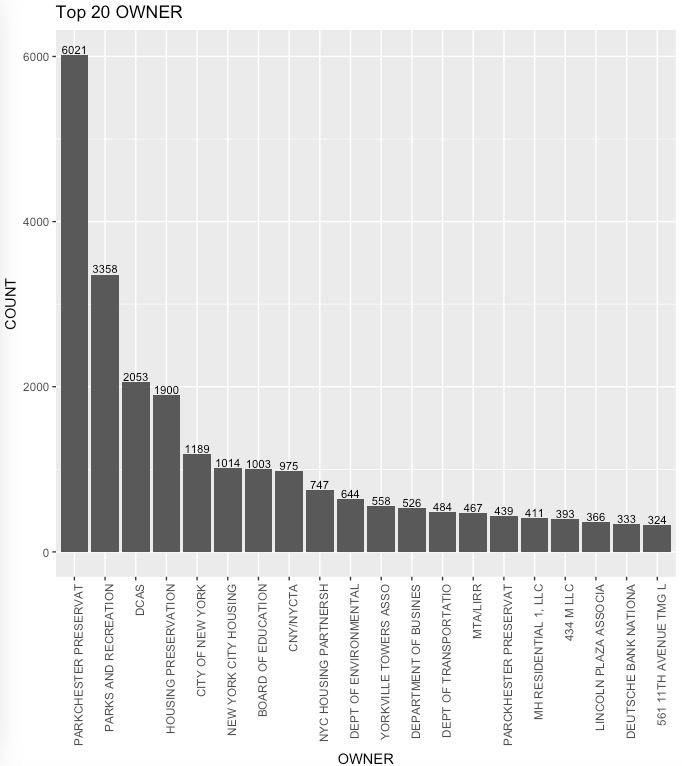 Top 20 OWNER
COUNT
6000
4000
2000
0
6021
3358
2053
1900
1189
1014
1003
975
747
644
558
526
484
467
439
411
393
366
333
324
PARKCHESTER PRESERVAT
PARKS AND RECREATION
DCAS
HOUSING PRESERVATION
CITY OF NEW YORK
NEW YORK CITY HOUSING
BOARD OF EDUCATION
CNY/NYCTA
NYC HOUSING PARTNERSH
DEPT OF ENVIRONMENTAL
YORKVILLE TOWERS ASSO
DEPARTMENT OF BUSINES
DEPT OF TRANSPORTATIO
MTA/LIRR
PARCKHESTER PRESERVAT
MH RESIDENTIAL 1, LLC
434 M LLC
LINCOLN PLAZA ASSOCIA
DEUTSCHE BANK NATIONA
561 11TH AVENUE TMG L
OWNER